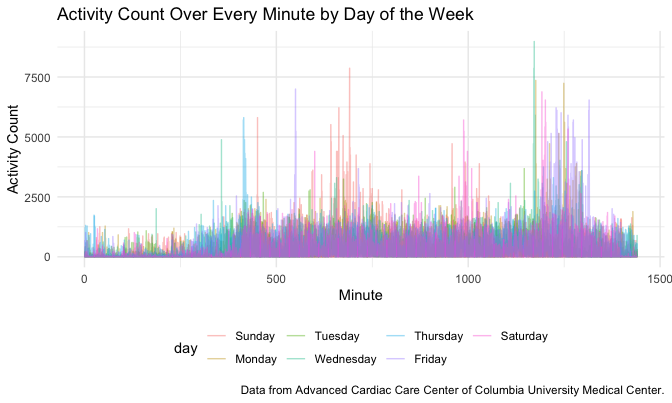 Activity Count Over Every Minute by Day of the Week
Activity Count
7500
5000
2500
0
0 500 1000 1500
Minute
day
Sunday Tuesday Thursday Saturday
Monday Wednesday Friday
Data from Advanced Cardiac Care Center of Columbia University Medical Center.